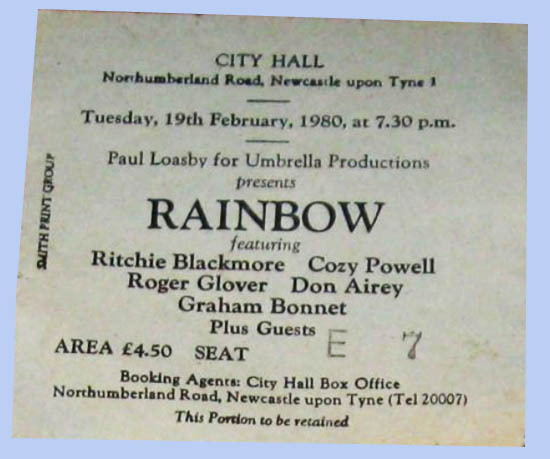 CITY HALL
Northumberland Road, Newcastle upon Tyne 1
Tuesday, 19th February, 1980, at 7.30 p.m.
Paul Loasby for Umbrella Productions
presents
RAINBOW
featuring
Ritchie Blackmore Cozy Powell
Roger Glover Don Airey
Graham Bonnet
Plus Guests
AREA £4.50 SEAT E 7
Booking Agents: City Hall Box Office
Northumberland Road, Newcastle upon Tyne (Tel 20007)
This Portion to be retained
SMITH PRINT GROUP